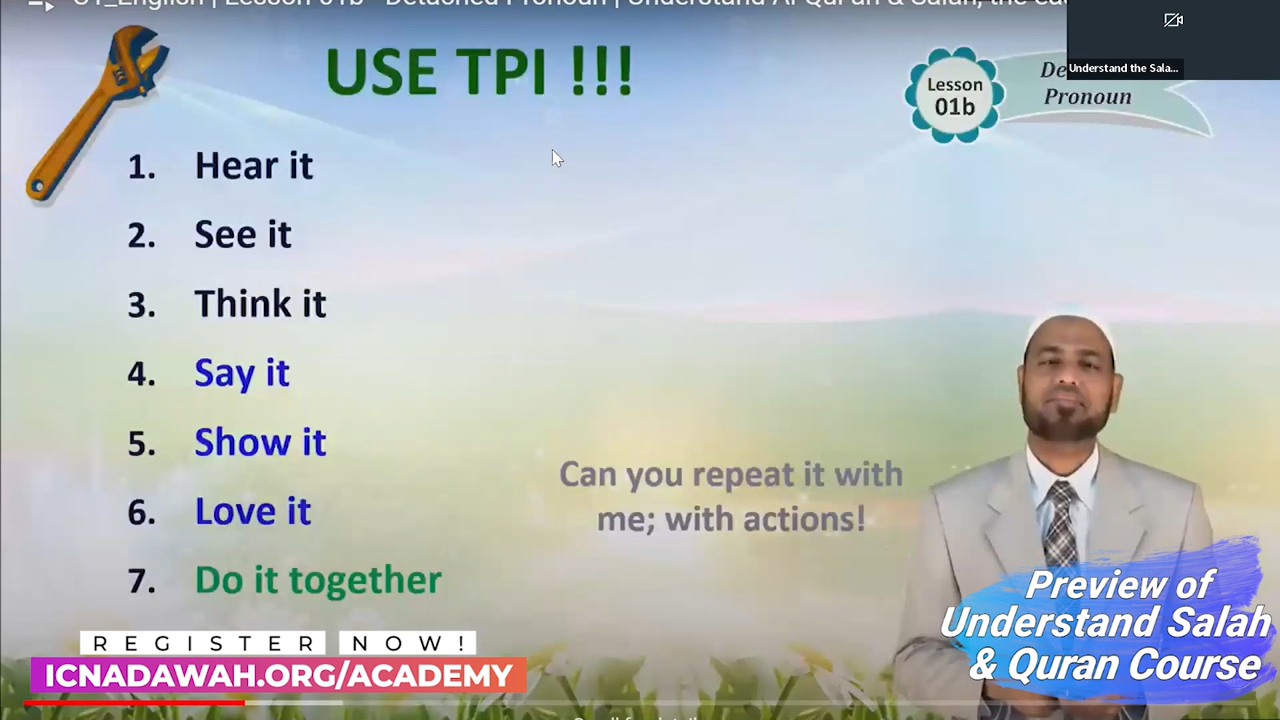 USE TPI !!!
Understand the Sala...
Lesson
01b
Pronoun
1. Hear it
2. See it
3. Think it
4. Say it
5. Show it
6. Love it
7. Do it together
Can you repeat it with
me; with actions!
REGISTER NOW!
ICNADAWAH.ORG/ACADEMY
Preview of
Understand Salah
& Quran Course